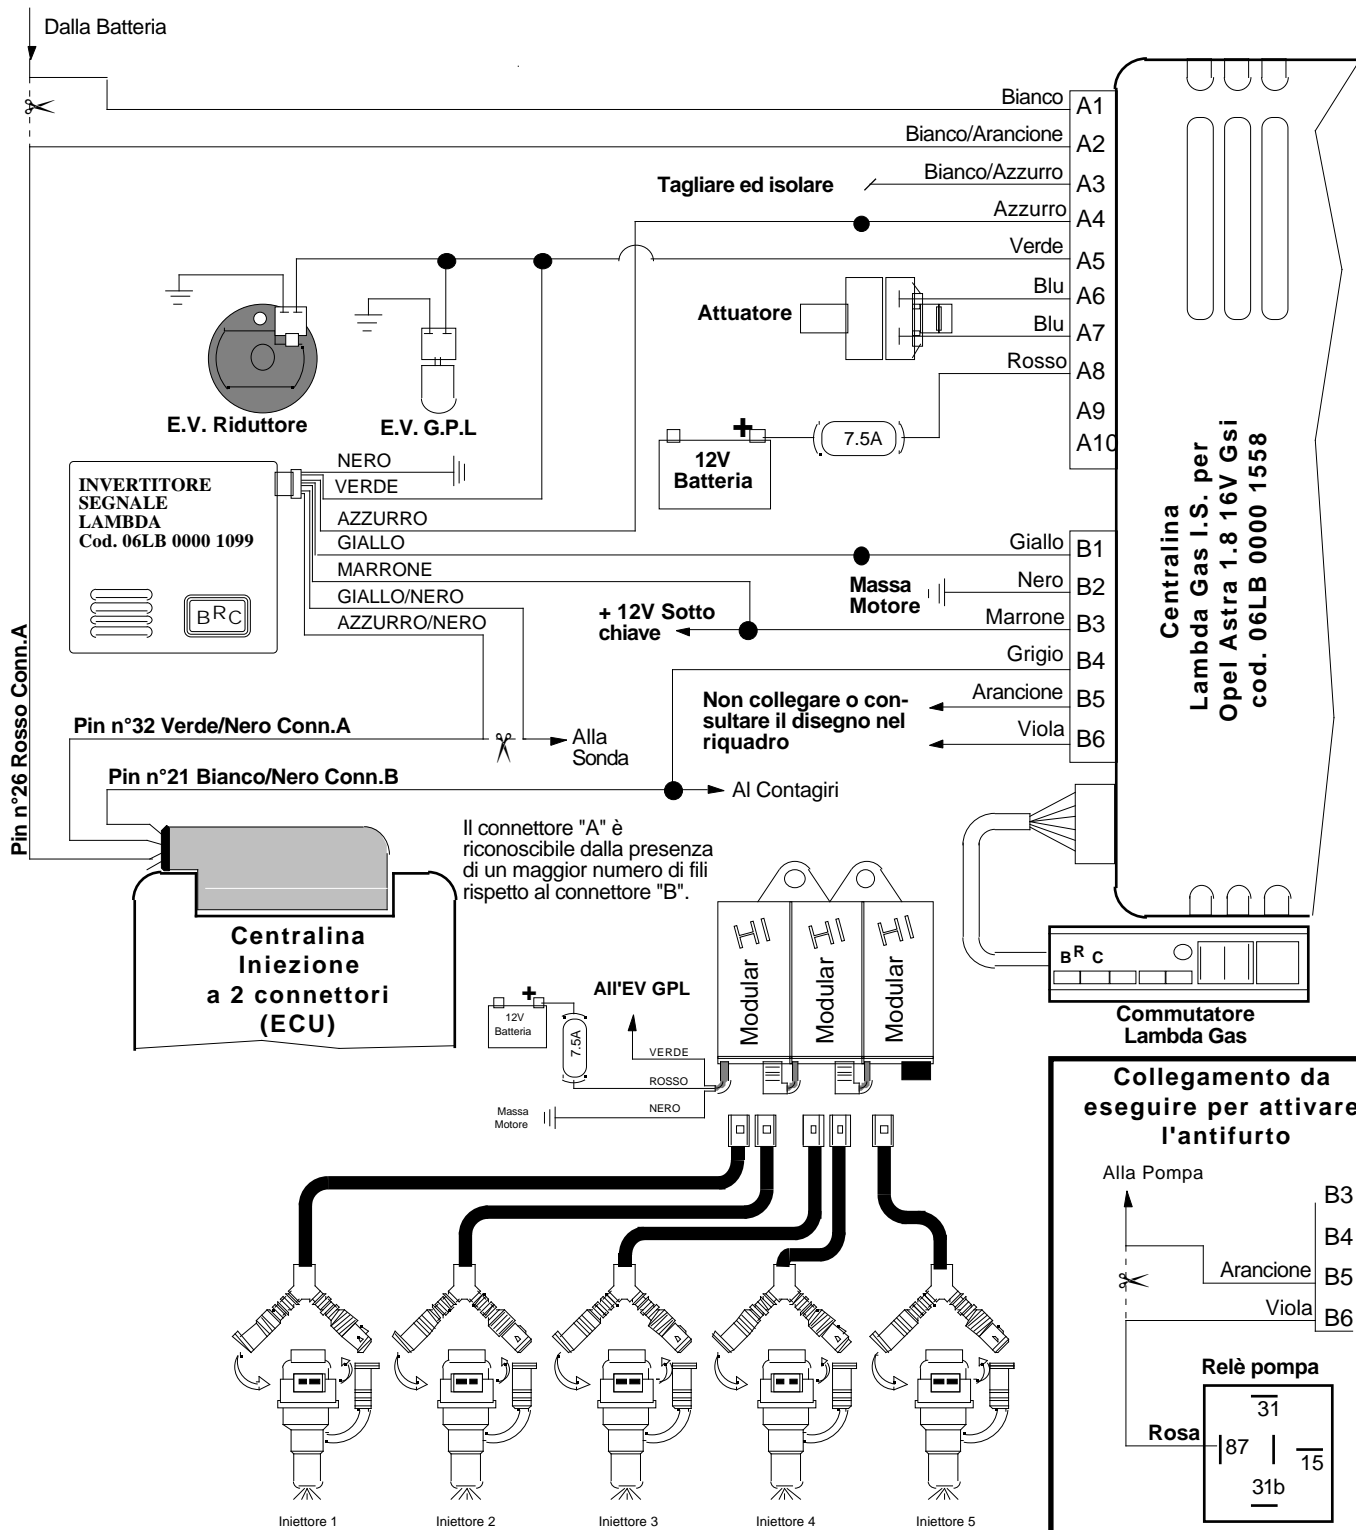 Dalla Batteria
Bianco
A1
Bianco/Arancione
A2
Tagliare ed isolare
Bianco/Azzurro
A3
Azzurro
A4
Verde
A5
Blu
A6
Attuatore
Blu
A7
Rosso
A8
A9
A10
E.V. Riduttore
E.V. G.P.L
+
7.5A
12V
Batteria
Centralina
Lambda Gas I.S. per
Opel Astra 1.8 16V Gsi
cod. 06LB 0000 1558
INVERTITORE
SEGNALE
LAMBDA
Cod. 06LB 0000 1099
BRC
NERO
VERDE
AZZURRO
GIALLO
MARRONE
GIALLO/NERO
AZZURRO/NERO
Giallo
B1
Massa
Motore
Nero
B2
+ 12V Sotto
chiave
Marrone
B3
Grigio
B4
Non collegare o con-
sultare il disegno nel
riquadro
Arancione
B5
Viola
B6
Pin n°26 Rosso Conn.A
Pin n°32 Verde/Nero Conn.A
Alla
Sonda
Pin n°21 Bianco/Nero Conn.B
Al Contagiri
Il connettore "A" è
riconoscibile dalla presenza
di un maggior numero di fili
rispetto al connettore "B".
Centralina
Iniezione
a 2 connettori
(ECU)
Modular HI
Modular HI
Modular HI
BRC
Commutatore
Lambda Gas
All'EV GPL
+
12V
Batteria
7.5A
VERDE
ROSSO
NERO
Massa
Motore
Collegamento da
eseguire per attivare
l'antifurto
Alla Pompa
B3
B4
Arancione
B5
Viola
B6
Relè pompa
31
Rosa
87
15
31b
Iniettore 1
Iniettore 2
Iniettore 3
Iniettore 4
Iniettore 5